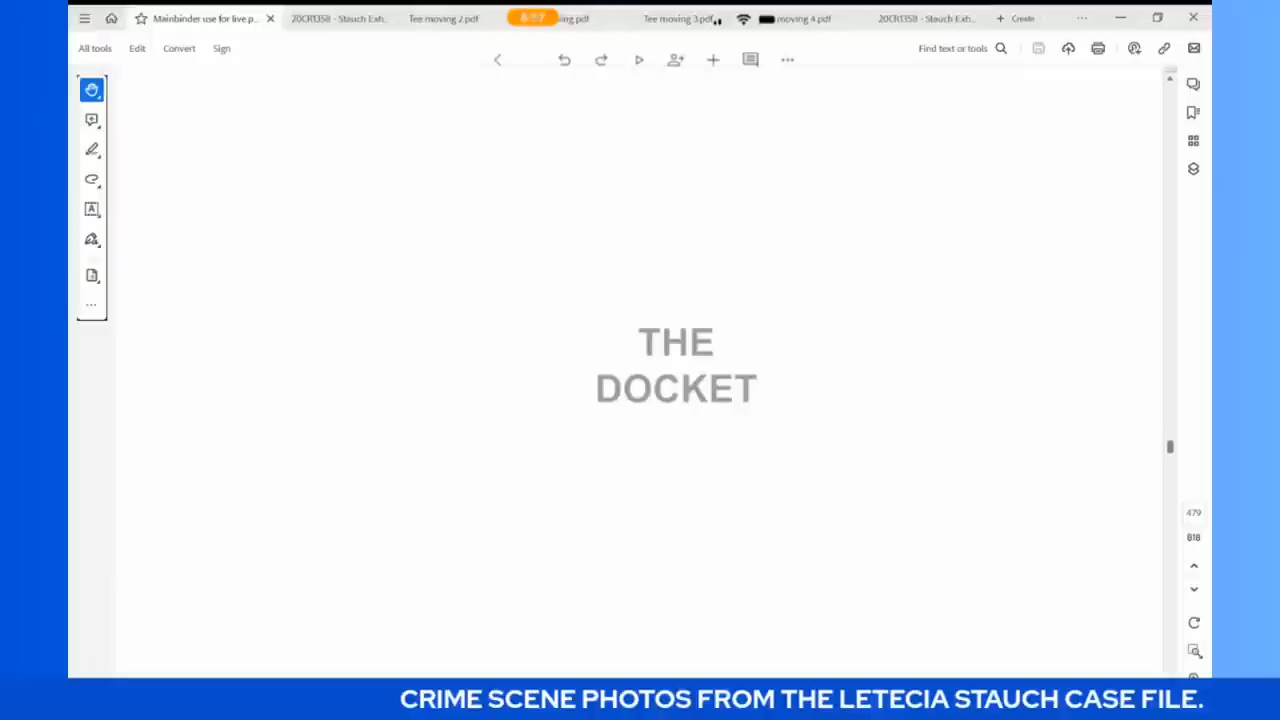 Mainbinder use for live p...
20CR1358 - Stauch Exh...
Tee moving 2.pdf
Tee moving 3.pdf
moving 4.pdf
20CR1358 - Stauch Exh...
Create
All tools
Edit
Convert
Sign
Find text or tools
THE
DOCKET
479
818
CRIME SCENE PHOTOS FROM THE LETECIA STAUCH CASE FILE.